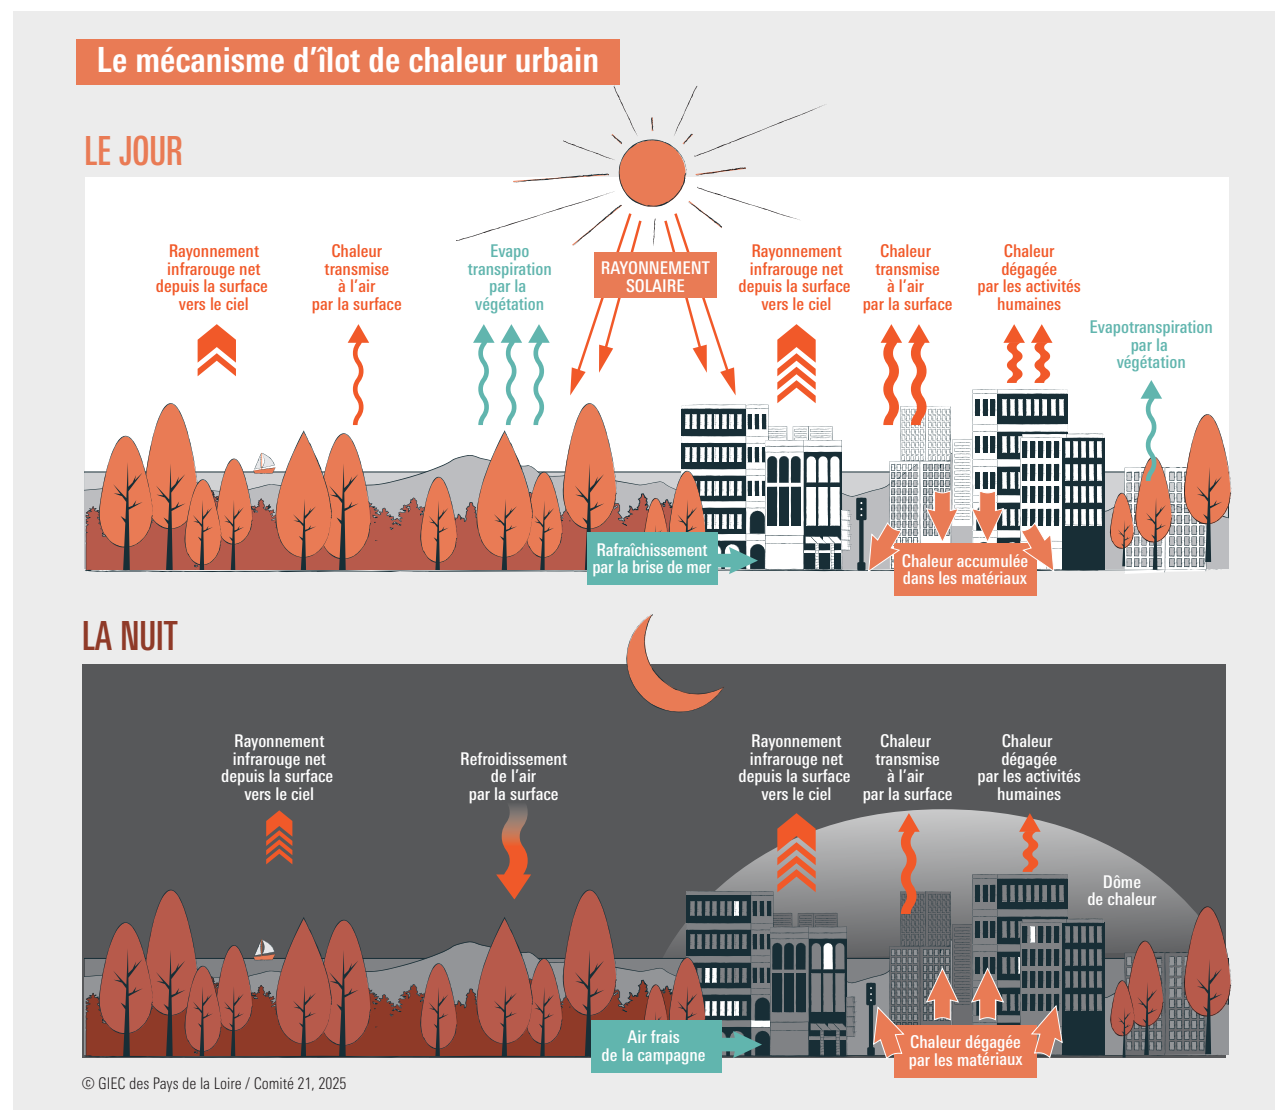 Le mécanisme d'îlot de chaleur urbain
LE JOUR
Rayonnement
infrarouge net
depuis la surface
vers le ciel
Chaleur
transmise
à l'air
par la surface
Evapo
transpiration
par la
végétation
RAYONNEMENT
SOLAIRE
Rayonnement
infrarouge net
depuis la surface
vers le ciel
Chaleur
transmise
à l'air
par la surface
Chaleur
dégagée
par les activités
humaines
Evapotranspiration
par la
végétation
Rafraîchissement
par la brise de mer
Chaleur accumulée
dans les matériaux
LA NUIT
Rayonnement
infrarouge net
depuis la surface
vers le ciel
Refroidissement
de l'air
par la surface
Rayonnement
infrarouge net
depuis la surface
vers le ciel
Chaleur
transmise
à l'air
par la surface
Chaleur
dégagée
par les activités
humaines
Dôme
de chaleur
Air frais
de la campagne
Chaleur dégagée
par les matériaux
© GIEC des Pays de la Loire / Comité 21, 2025